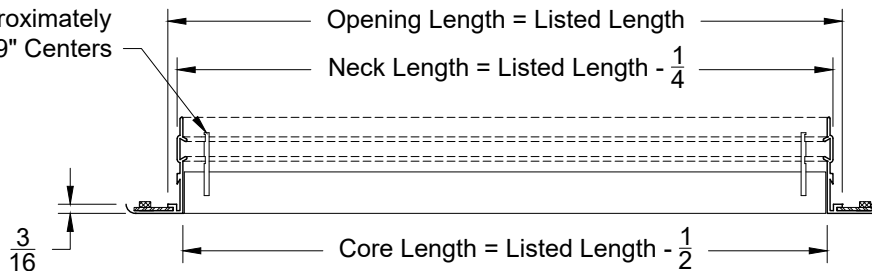 Opening Length = Listed Length
9" Centers
Neck Length = Listed Length - 1/4
3/16
Core Length = Listed Length - 1/2